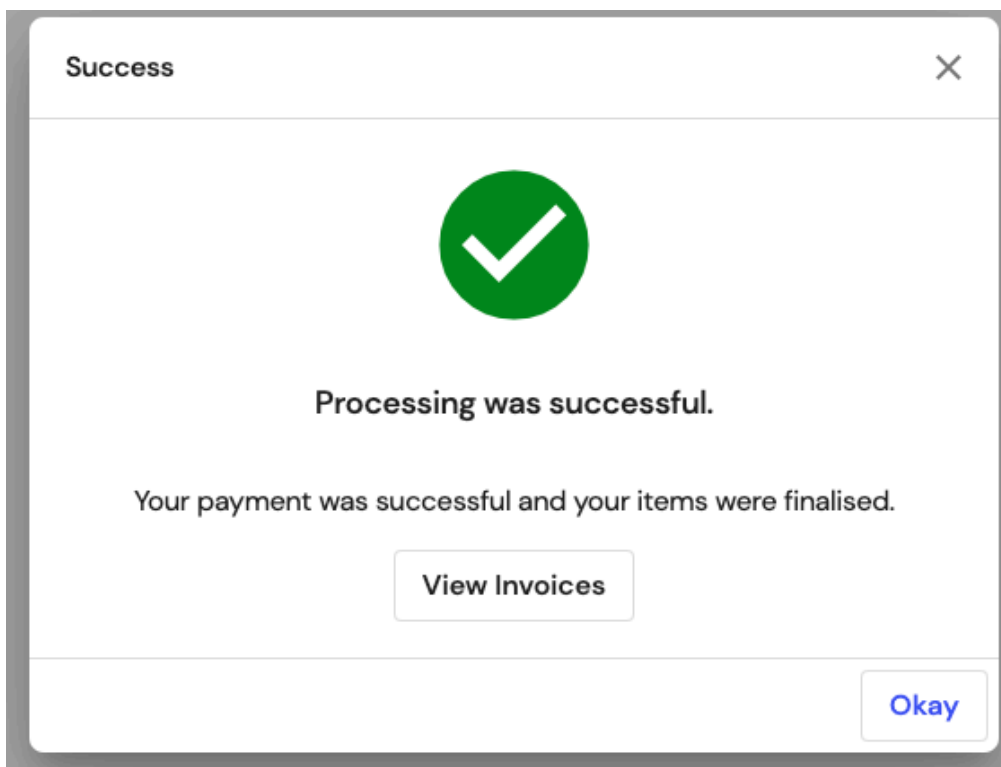 Success
Processing was successful.
Your payment was successful and your items were finalised.
View Invoices
Okay